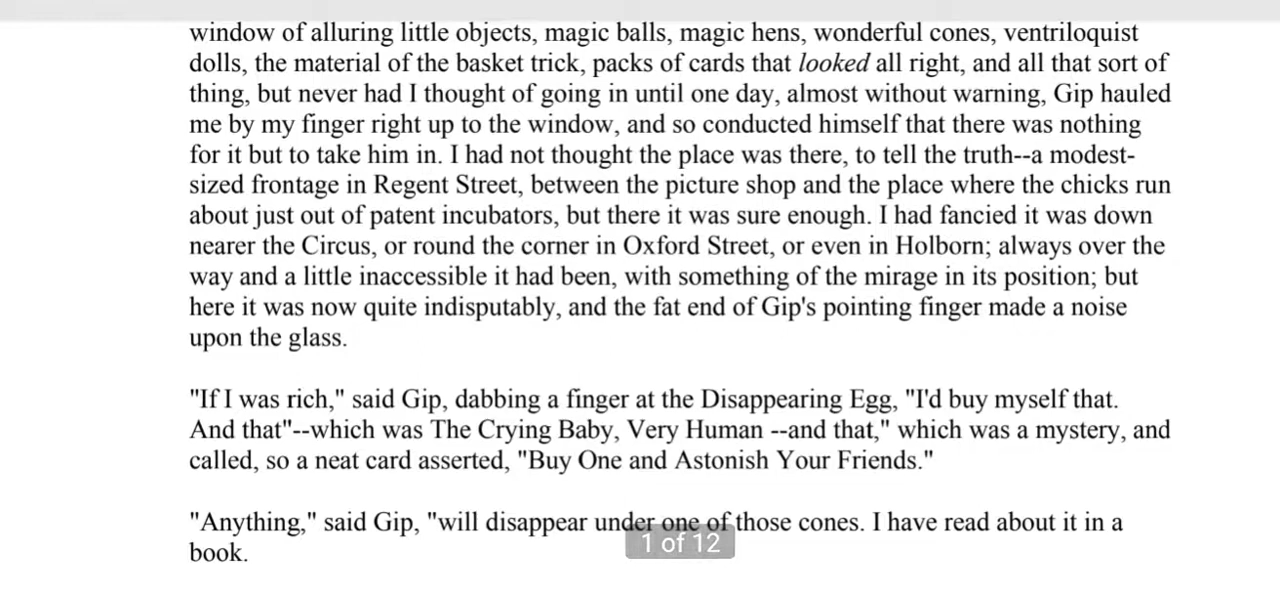 window of alluring little objects, magic balls, magic hens, wonderful cones, ventriloquist
dolls, the material of the basket trick, packs of cards that looked all right, and all that sort of
thing, but never had I thought of going in until one day, almost without warning, Gip hauled
me by my finger right up to the window, and so conducted himself that there was nothing
for it but to take him in. I had not thought the place was there, to tell the truth--a modest-
sized frontage in Regent Street, between the picture shop and the place where the chicks run
about just out of patent incubators, but there it was sure enough. I had fancied it was down
nearer the Circus, or round the corner in Oxford Street, or even in Holborn; always over the
way and a little inaccessible it had been, with something of the mirage in its position; but
here it was now quite indisputably, and the fat end of Gip's pointing finger made a noise
upon the glass.
"If I was rich," said Gip, dabbing a finger at the Disappearing Egg, "I'd buy myself that.
And that"--which was The Crying Baby, Very Human --and that," which was a mystery, and
called, so a neat card asserted, "Buy One and Astonish Your Friends."
"Anything," said Gip, "will disappear under one of those cones. I have read about it in a
book.
1 of 12